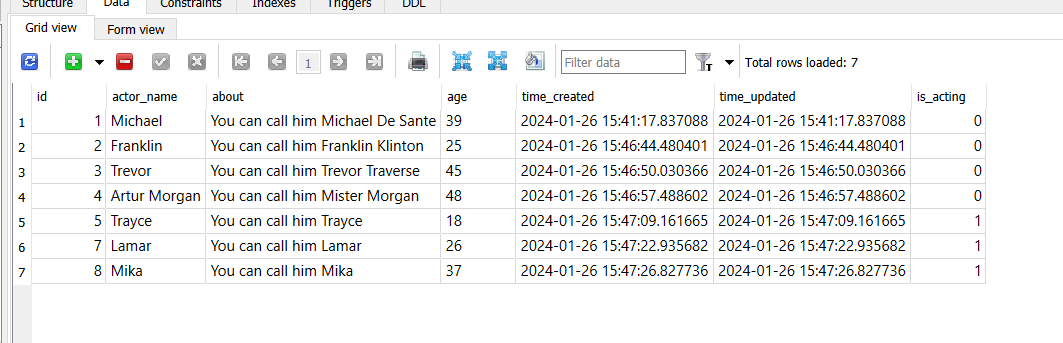 Structure Data Constraints Indexes Triggers DDL
Grid view Form view
1 Filter data T Total rows loaded: 7
id actor_name about age time_created time_updated is_acting
1 1 Michael You can call him Michael De Sante 39 2024-01-26 15:41:17.837088 2024-01-26 15:41:17.837088 0
2 2 Franklin You can call him Franklin Klinton 25 2024-01-26 15:46:44.480401 2024-01-26 15:46:44.480401 0
3 3 Trevor You can call him Trevor Traverse 45 2024-01-26 15:46:50.030366 2024-01-26 15:46:50.030366 0
4 4 Artur Morgan You can call him Mister Morgan 48 2024-01-26 15:46:57.488602 2024-01-26 15:46:57.488602 0
5 5 Trayce You can call him Trayce 18 2024-01-26 15:47:09.161665 2024-01-26 15:47:09.161665 1
6 7 Lamar You can call him Lamar 26 2024-01-26 15:47:22.935682 2024-01-26 15:47:22.935682 1
7 8 Mika You can call him Mika 37 2024-01-26 15:47:26.827736 2024-01-26 15:47:26.827736 1